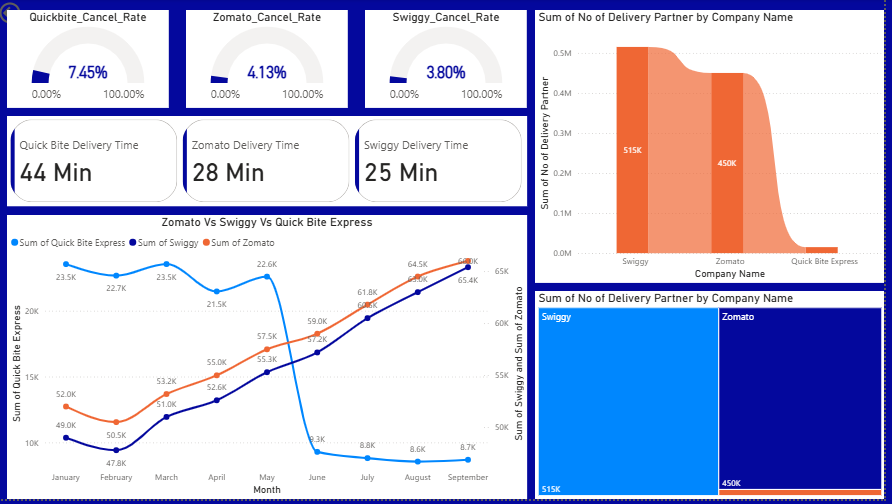 Quickbite_Cancel_Rate
7.45%
0.00% 100.00%
Zomato_Cancel_Rate
4.13%
0.00% 100.00%
Swiggy_Cancel_Rate
3.80%
0.00% 100.00%
Quick Bite Delivery Time
44 Min
Zomato Delivery Time
28 Min
Swiggy Delivery Time
25 Min
Zomato Vs Swiggy Vs Quick Bite Express
Sum of Quick Bite Express Sum of Swiggy Sum of Zomato
Sum of Quick Bite Express
20K
15K
10K
23.5K
22.7K
23.5K
21.5K
22.6K
9.3K
8.8K
8.6K
8.7K
52.0K
50.5K
53.2K
55.0K
57.5K
59.0K
61.8K
64.5K
49.0K
47.8K
51.0K
52.6K
55.3K
57.2K
65.4K
65K
60K
55K
50K
Sum of Swiggy and Sum of Zomato
January February March April May June July August September
Month
Sum of No of Delivery Partner by Company Name
Sum of No of Delivery Partner
0.5M
0.4M
0.3M
0.2M
0.1M
0.0M
515K
450K
Swiggy Zomato Quick Bite Express
Company Name
Sum of No of Delivery Partner by Company Name
Swiggy
515K
Zomato
450K